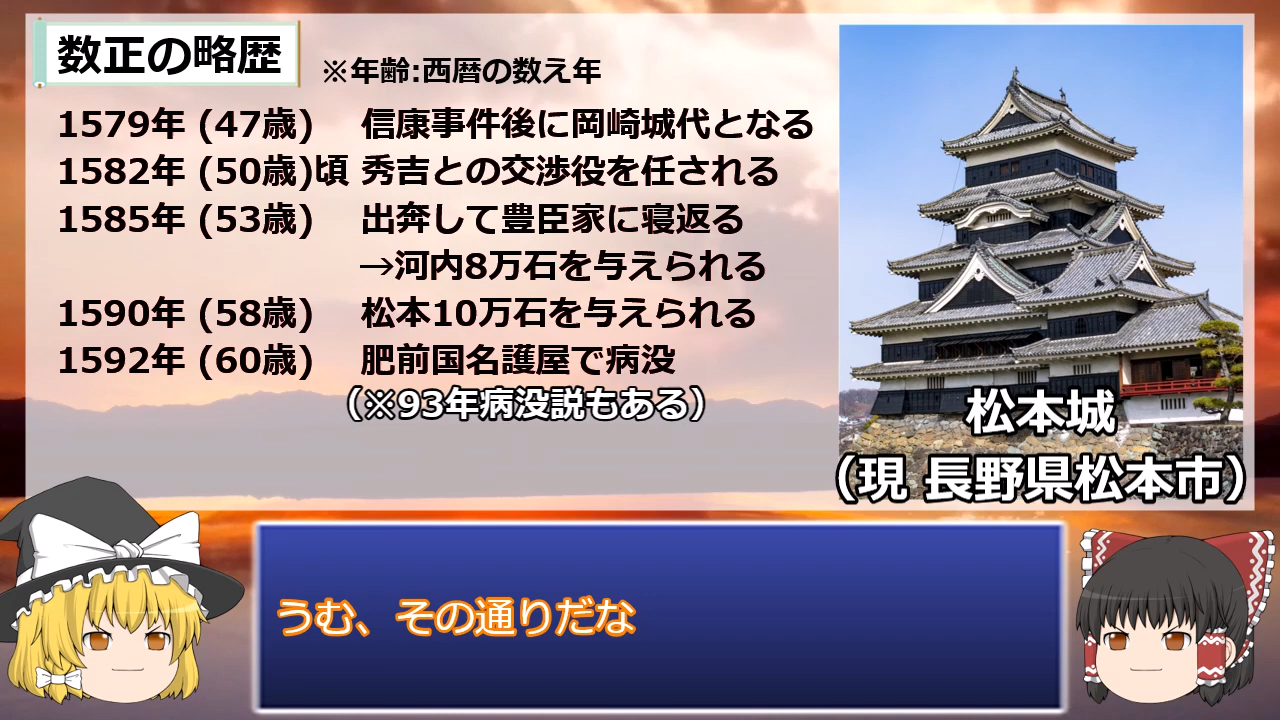 数正の略歴
※年齢:西暦の数え年
1579年 (47歳) 信康事件後に岡崎城代となる
1582年 (50歳)頃 秀吉との交渉役を任される
1585年 (53歳) 出奔して豊臣家に寝返る
→河内8万石を与えられる
1590年 (58歳) 松本10万石を与えられる
1592年 (60歳) 肥前国名護屋で病没
（※93年病没説もある）
松本城
（現 長野県松本市）
うむ、その通りだな